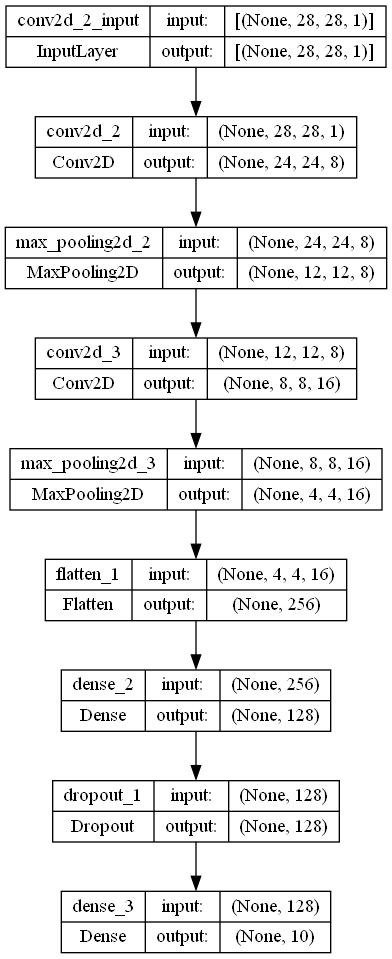 conv2d_2_input input: [(None, 28, 28, 1)]
InputLayer output: [(None, 28, 28, 1)]
conv2d_2 input: (None, 28, 28, 1)
Conv2D output: (None, 24, 24, 8)
max_pooling2d_2 input: (None, 24, 24, 8)
MaxPooling2D output: (None, 12, 12, 8)
conv2d_3 input: (None, 12, 12, 8)
Conv2D output: (None, 8, 8, 16)
max_pooling2d_3 input: (None, 8, 8, 16)
MaxPooling2D output: (None, 4, 4, 16)
flatten_1 input: (None, 4, 4, 16)
Flatten output: (None, 256)
dense_2 input: (None, 256)
Dense output: (None, 128)
dropout_1 input: (None, 128)
Dropout output: (None, 128)
dense_3 input: (None, 128)
Dense output: (None, 10)